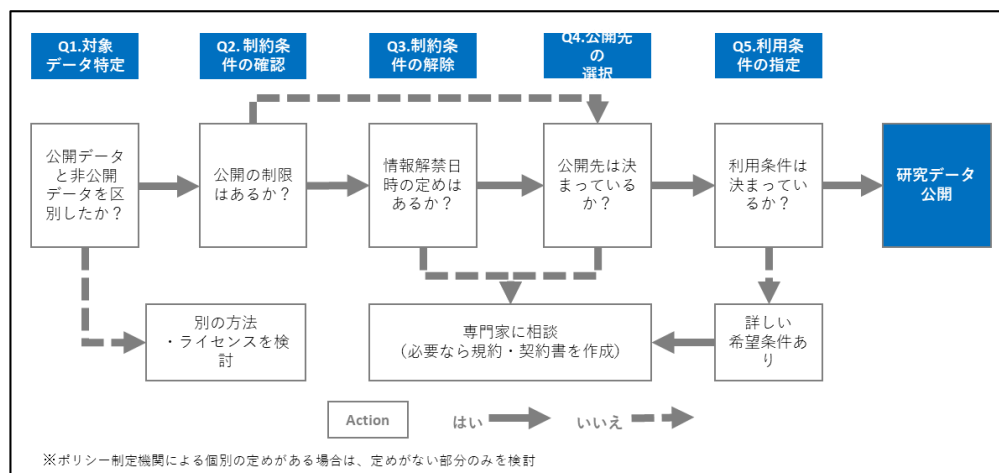 Q1.対象
データ特定
Q2. 制約条
件の確認
Q3.制約条
件の解除
Q4.公開先
の
選択
Q5.利用条
件の指定
公開データ
と非公開
データを区
別したか?
公開の制限
はあるか?
情報解禁日
時の定めは
あるか?
公開先は決
まっている
か?
利用条件は
決まってい
るか?
研究データ
公開
別の方法
・ライセンスを検
討
専門家に相談
(必要なら規約・契約書を作成)
詳しい
希望条件あ
り
Action
はい
いいえ
※ポリシー制定機関による個別の定めがある場合は、定めがない部分のみを検討